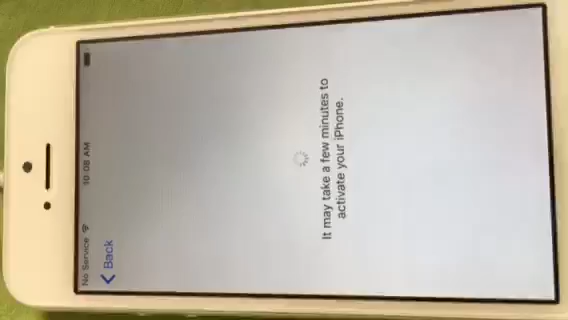 No Service 10:08 AM
Back
It may take a few minutes to
activate your iPhone.